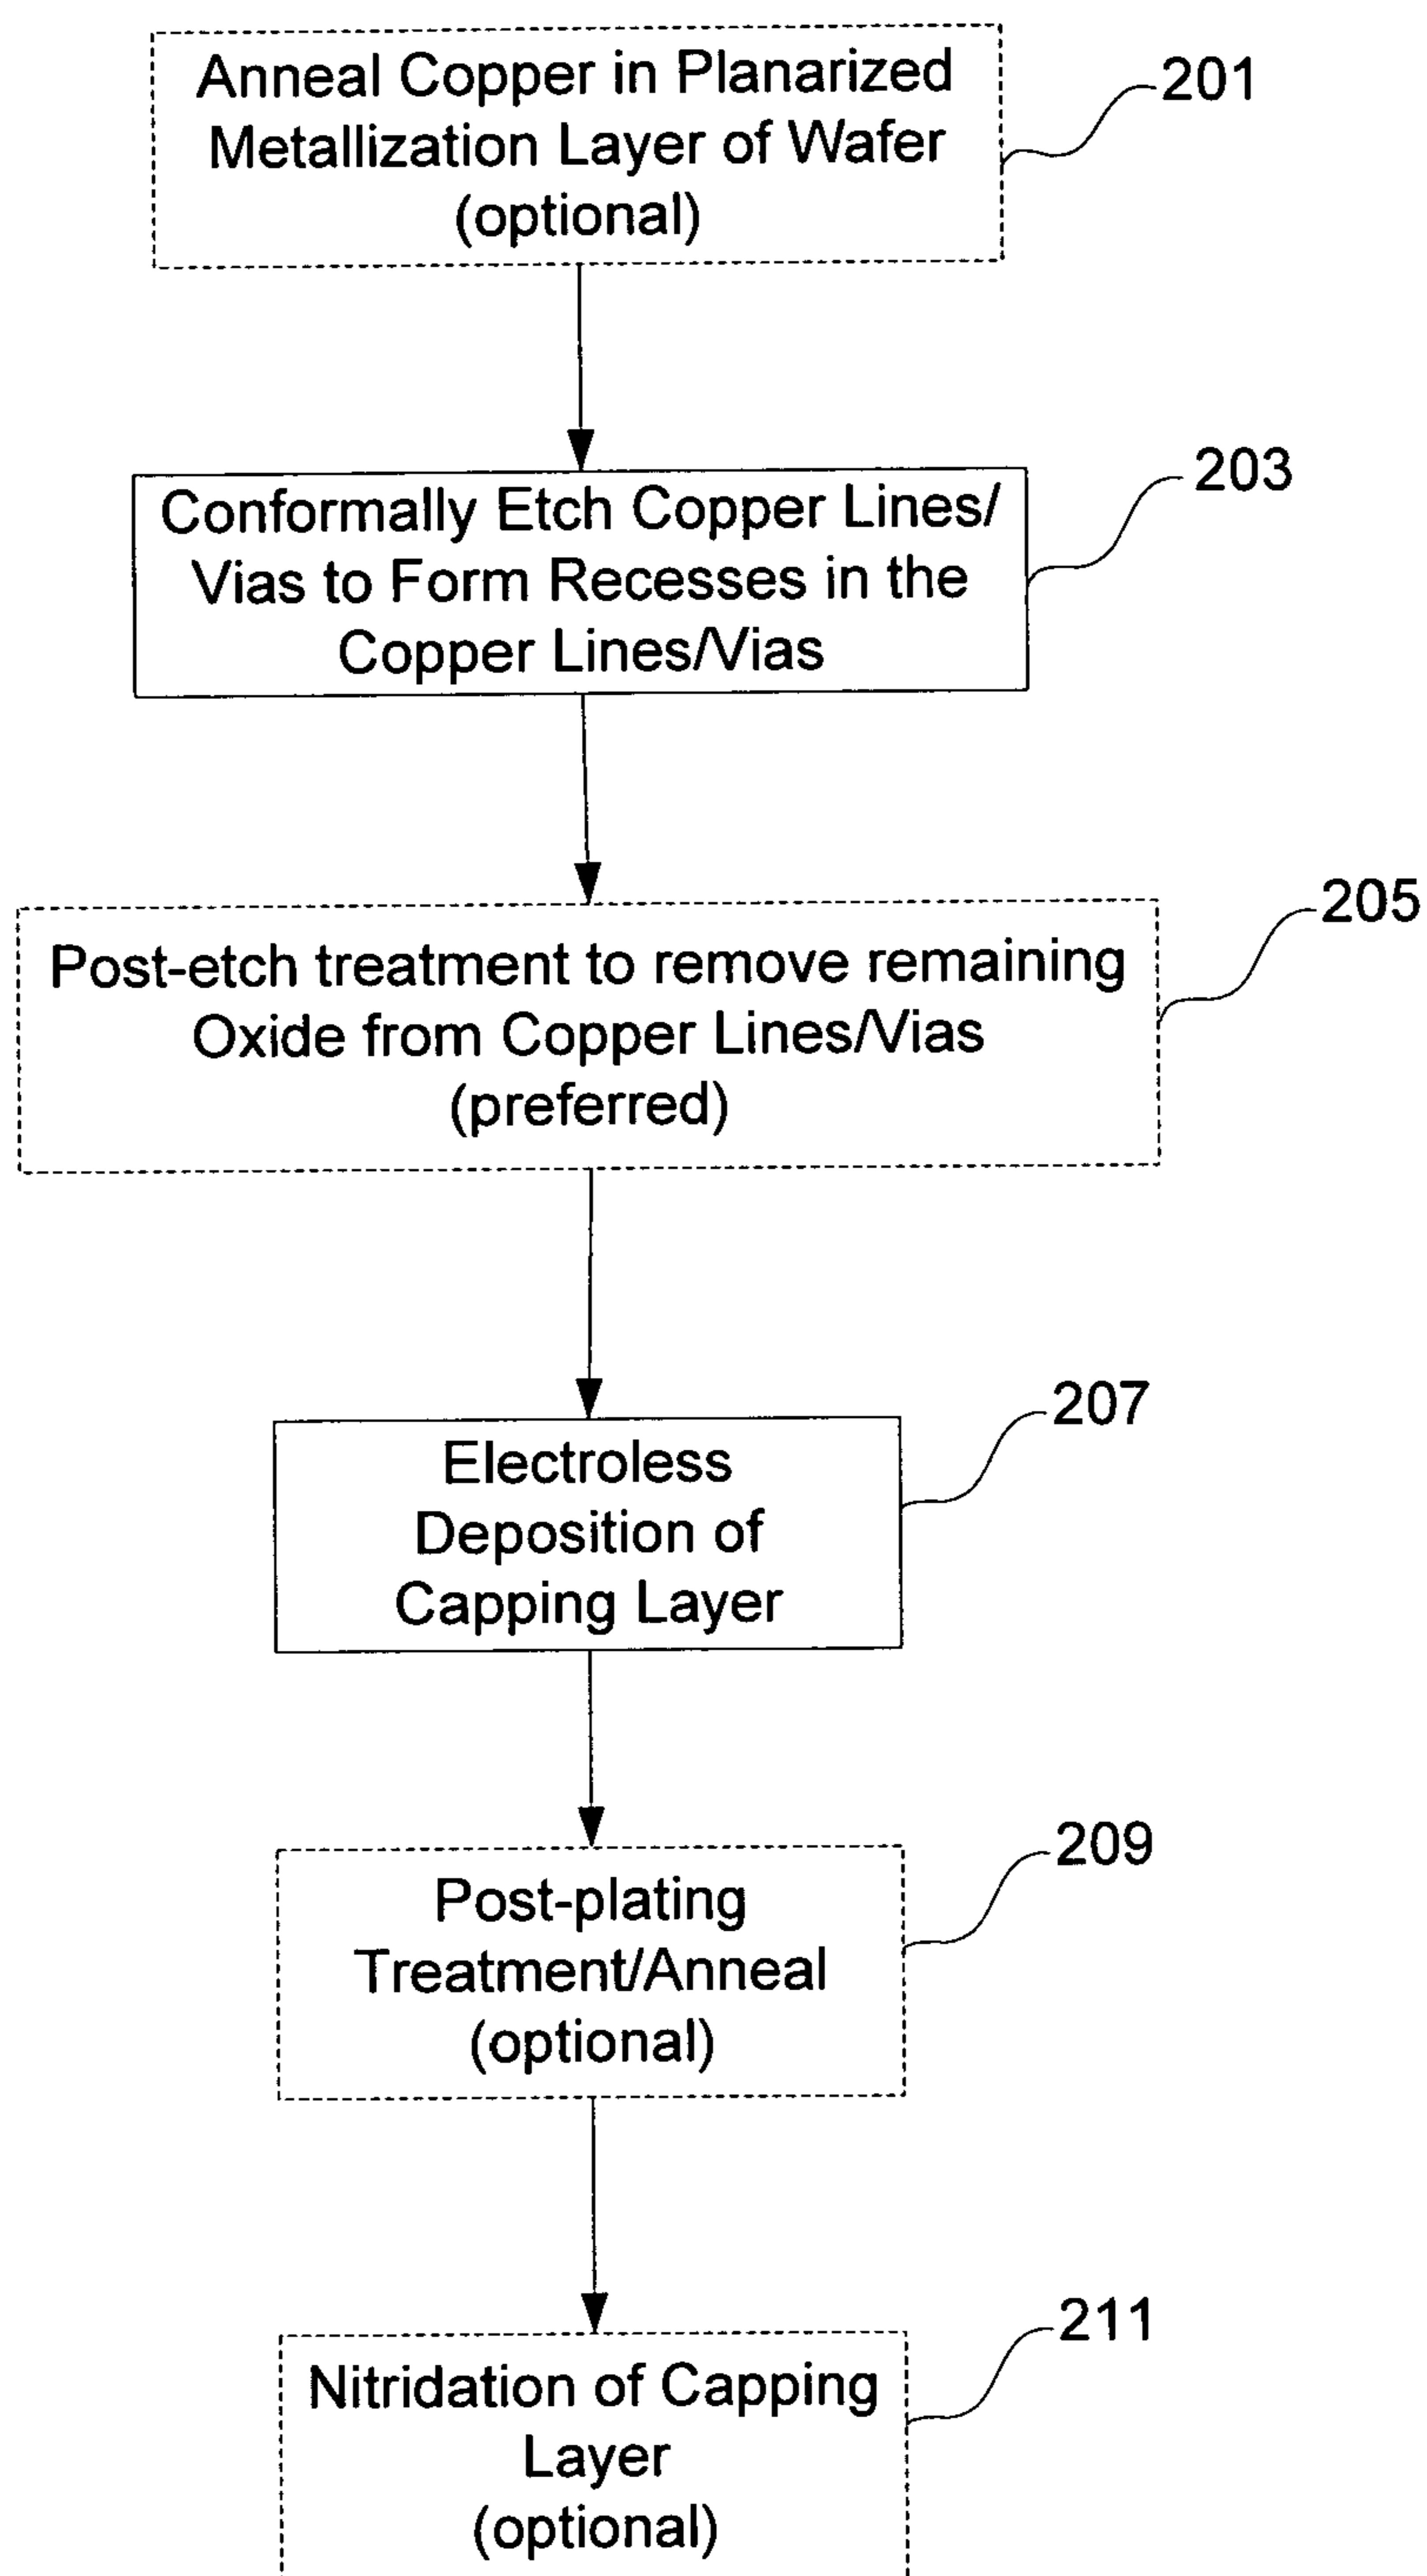 Anneal Copper in Planarized
Metallization Layer of Wafer
(optional)
201
Conformally Etch Copper Lines/
Vias to Form Recesses in the
Copper Lines/Vias
203
Post-etch treatment to remove remaining
Oxide from Copper Lines/Vias
(preferred)
205
Electroless
Deposition of
Capping Layer
207
Post-plating
Treatment/Anneal
(optional)
209
Nitridation of Capping
Layer
(optional)
211